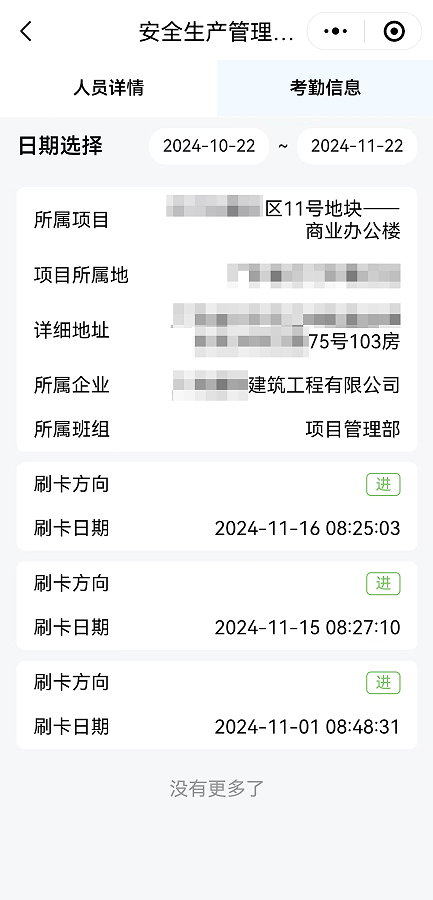 安全生产管理...
人员详情 考勤信息
日期选择 2024-10-22 ~ 2024-11-22
所属项目 区11号地块——
商业办公楼
项目所属地
详细地址
75号103房
所属企业 建筑工程有限公司
所属班组 项目管理部
刷卡方向 进
刷卡日期 2024-11-16 08:25:03
刷卡方向 进
刷卡日期 2024-11-15 08:27:10
刷卡方向 进
刷卡日期 2024-11-01 08:48:31
没有更多了